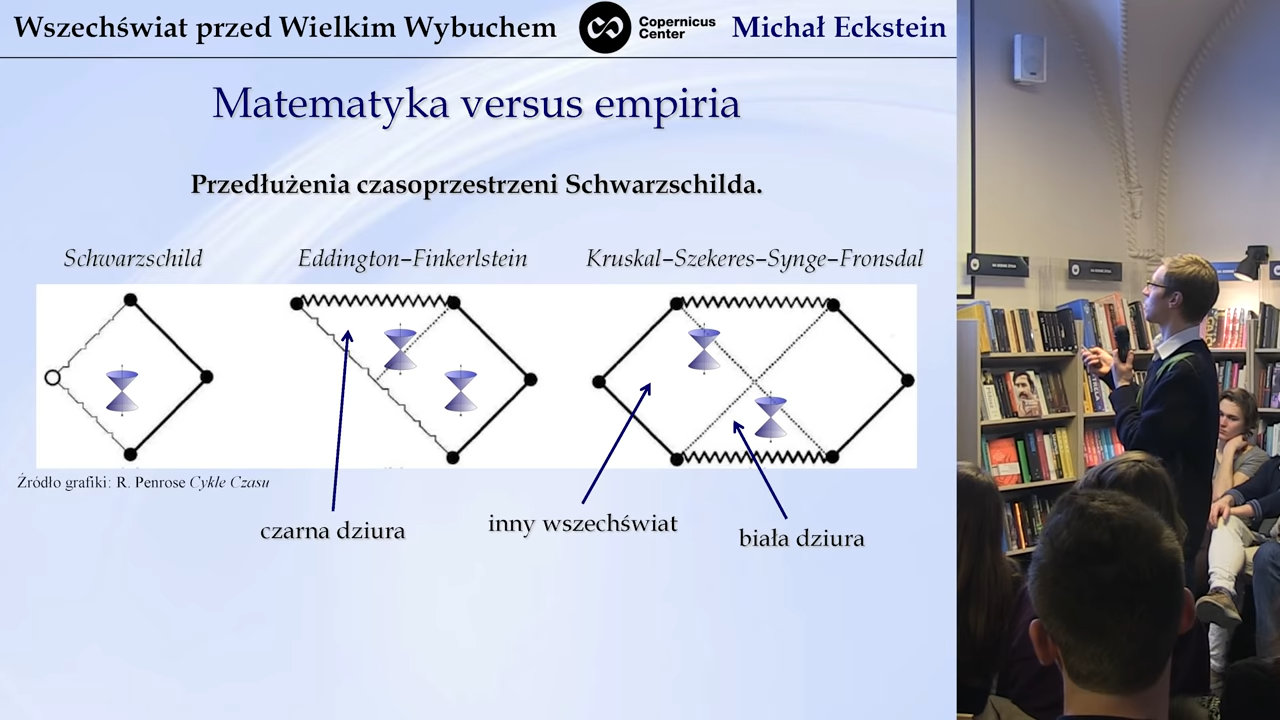 Wszechświat przed Wielkim Wybuchem
Copernicus
Center
Michał Eckstein
Matematyka versus empiria
Przedłużenia czasoprzestrzeni Schwarzschilda.
Schwarzschild
Eddington–Finkerlstein
Kruskal–Szekeres–Synge–Fronsdal
Źródło grafiki: R. Penrose Cykle Czasu
czarna dziura
inny wszechświat
biała dziura